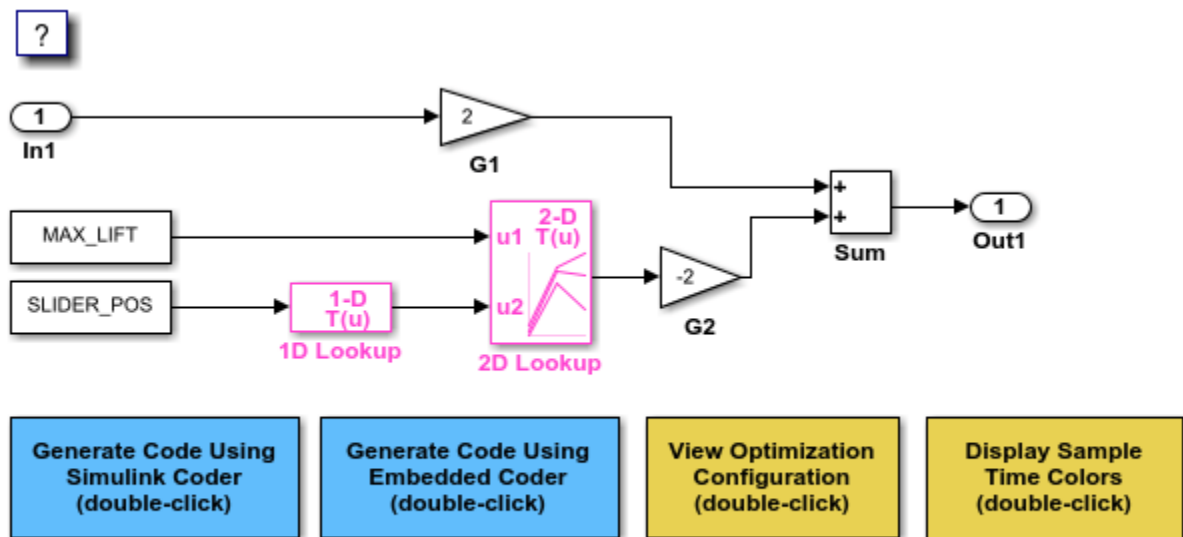 ?
1
In1
2
G1
+
+
Sum
1
Out1
MAX_LIFT
SLIDER_POS
1-D
T(u)
1D Lookup
2-D
T(u)
u1
u2
2D Lookup
-2
G2
Generate Code Using
Simulink Coder
(double-click)
Generate Code Using
Embedded Coder
(double-click)
View Optimization
Configuration
(double-click)
Display Sample
Time Colors
(double-click)